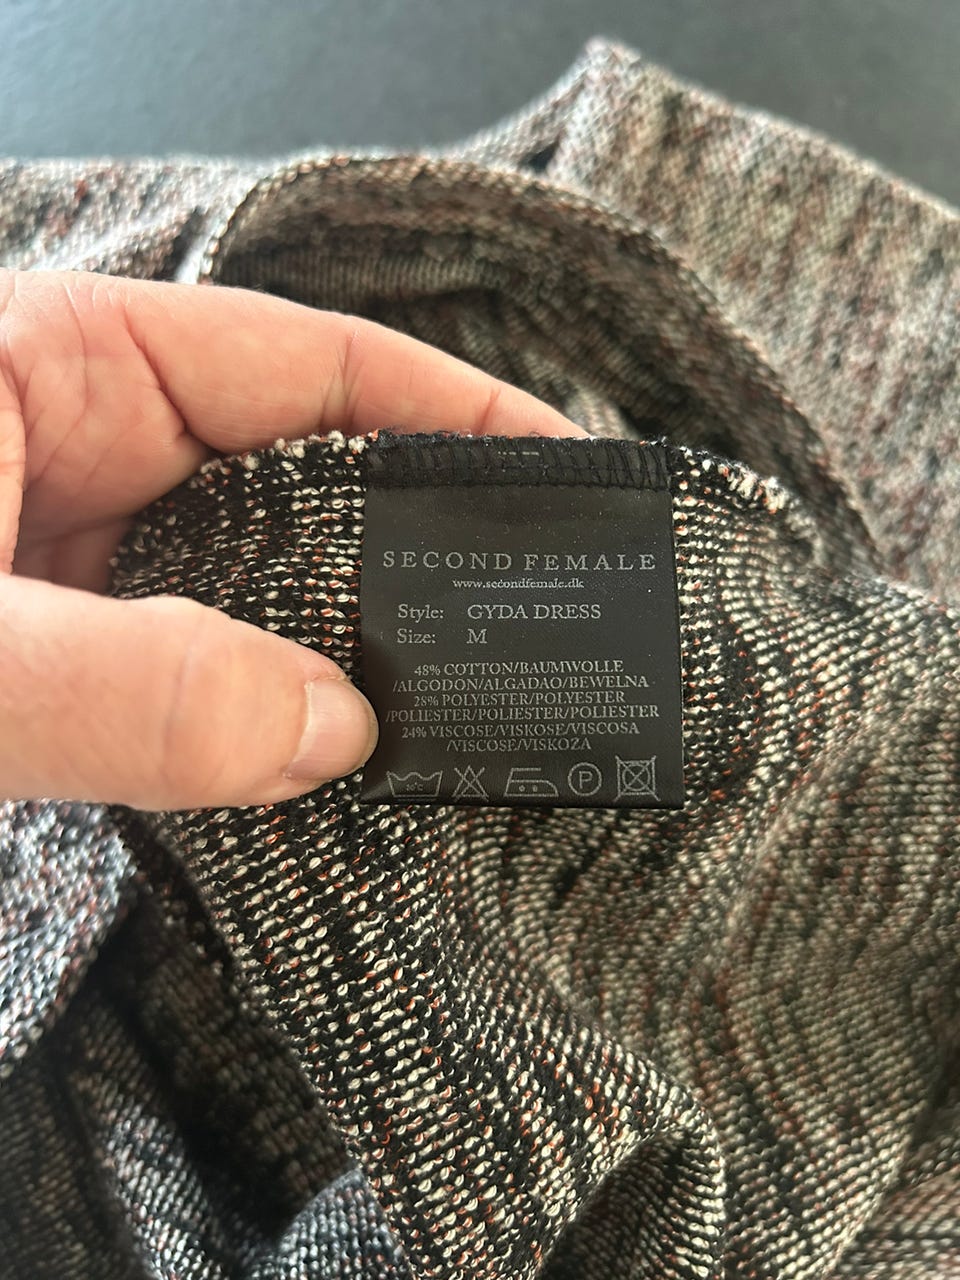 SECOND FEMALE
www.secondfemale.dk
Style: GYDA DRESS
Size: M
48% COTTON/BAUMWOLLE
/ALGODON/ALGADAO/BEWELNA
28% POLYESTER/POLYESTER
/POLIESTER/POLIESTER/POLIESTER
24% VISCOSE/VISKOSE/VISCOSA
/VISCOSE/VISKOZA
30°C P